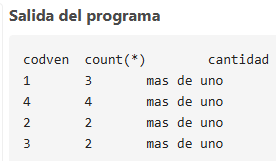 Salida del programa
codven count(*) cantidad
1 3 mas de uno
4 4 mas de uno
2 2 mas de uno
3 2 mas de uno